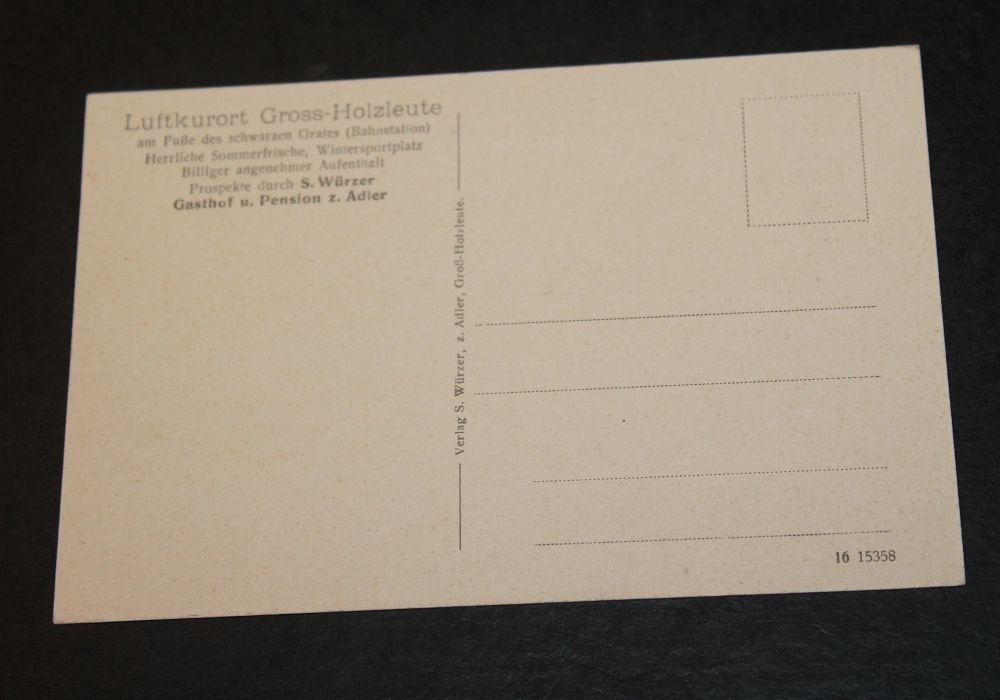 Luftkurort Gross-Holzleute
am Fuße des schwarzen Grates (Bahnstation)
Herrliche Sommerfrische, Wintersportplatz
Billiger angenehmer Aufenthalt
Prospekte durch S. Würzer
Gasthof u. Pension z. Adler
Verlag S. Würzer, z. Adler, Groß-Holzleute.
16 15358